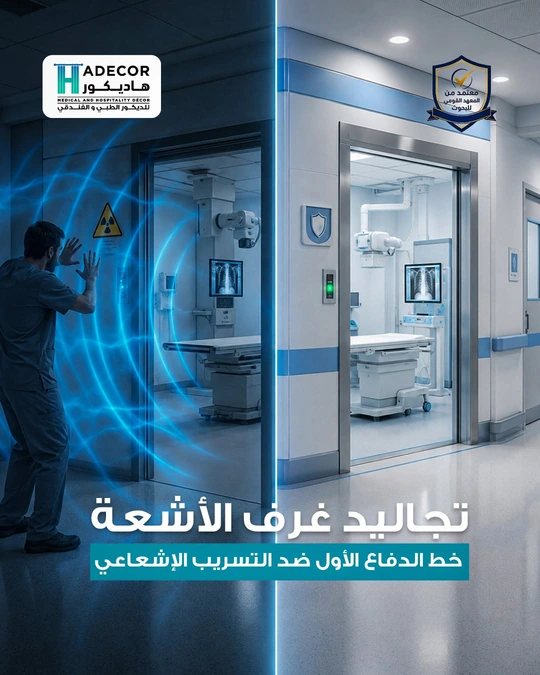 HADECOR
هاديكور
MEDICAL AND HOSPITALITY DÉCOR
للديكور الطبي و الفندقي
معتمد من
المعهد القومي
للبحوث
تجاليد غرف الأشعة
خط الدفاع الأول ضد التسريب الإشعاعي